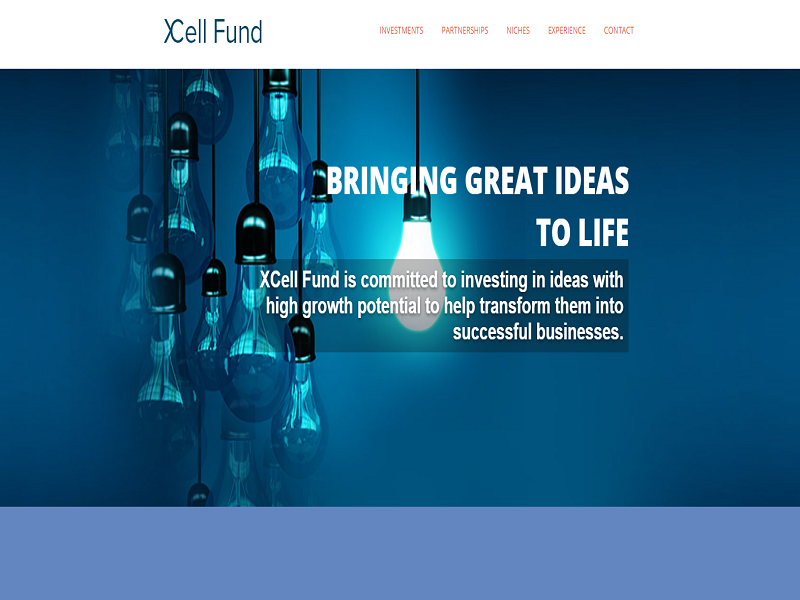 XCell Fund
INVESTMENTS
PARTNERSHIPS
NICHES
EXPERIENCE
CONTACT
BRINGING GREAT IDEAS
TO LIFE
XCell Fund is committed to investing in ideas with
high growth potential to help transform them into
successful businesses.